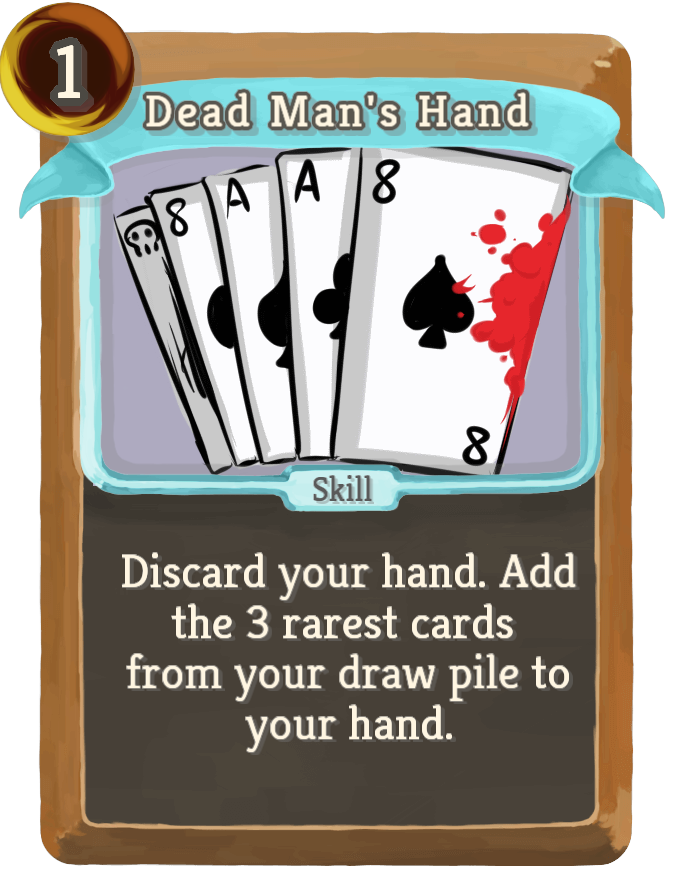 1
Dead Man's Hand
8
A
A
8
8
Skill
Discard your hand. Add
the 3 rarest cards
from your draw pile to
your hand.